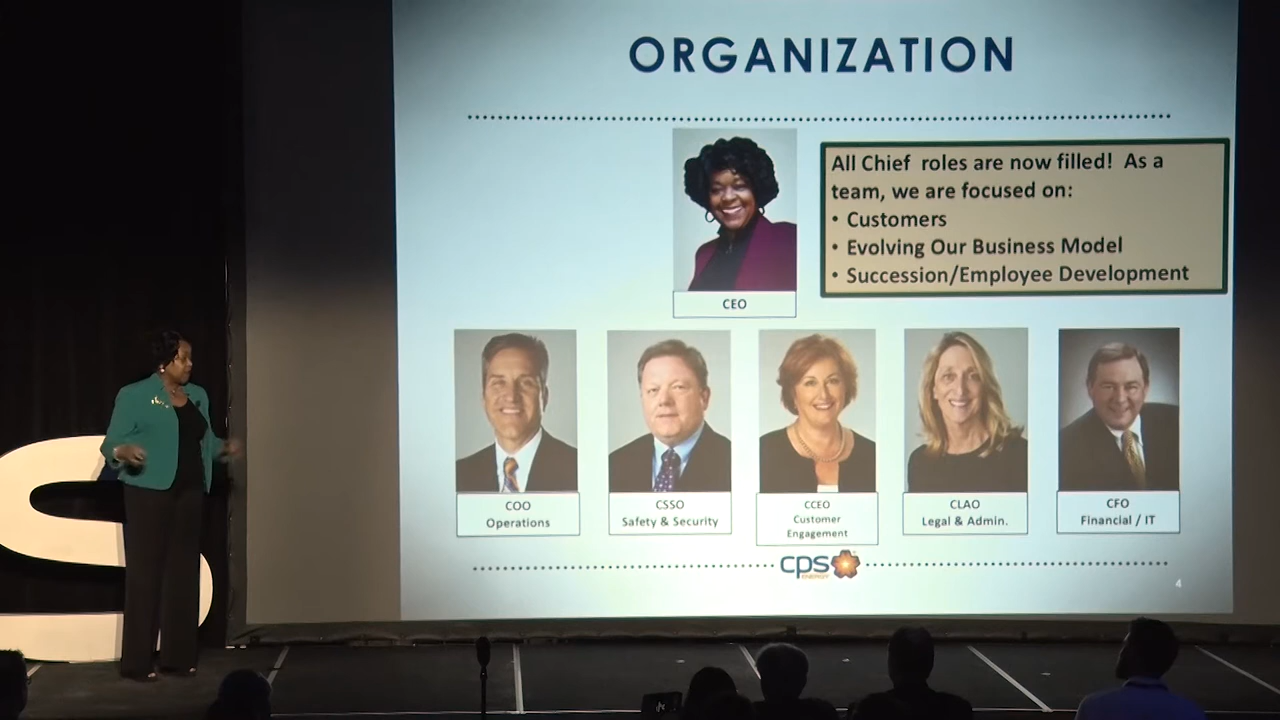 ORGANIZATION
All Chief roles are now filled! As a
team, we are focused on:
• Customers
• Evolving Our Business Model
• Succession/Employee Development
CEO
COO
Operations
CSSO
Safety & Security
CCEO
Customer
Engagement
CLAO
Legal & Admin.
CFO
Financial / IT
cps
ENERGY
4
S